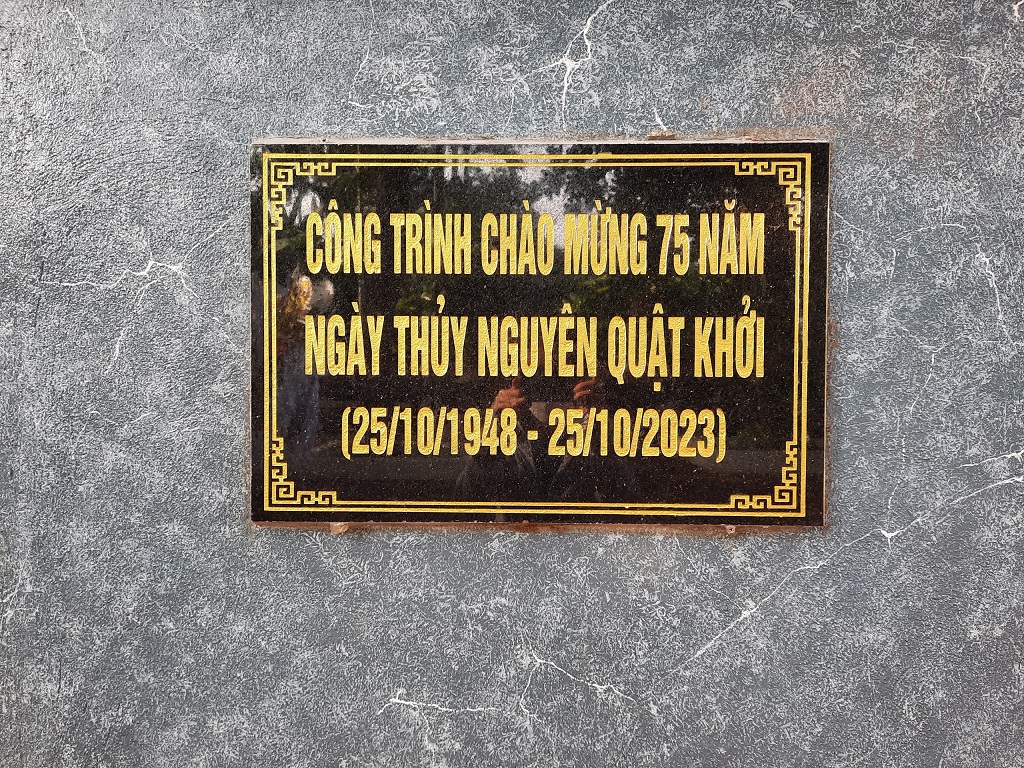 CÔNG TRÌNH CHÀO MỪNG 75 NĂM
NGÀY THỦY NGUYÊN QUẬT KHỞI
(25/10/1948 - 25/10/2023)